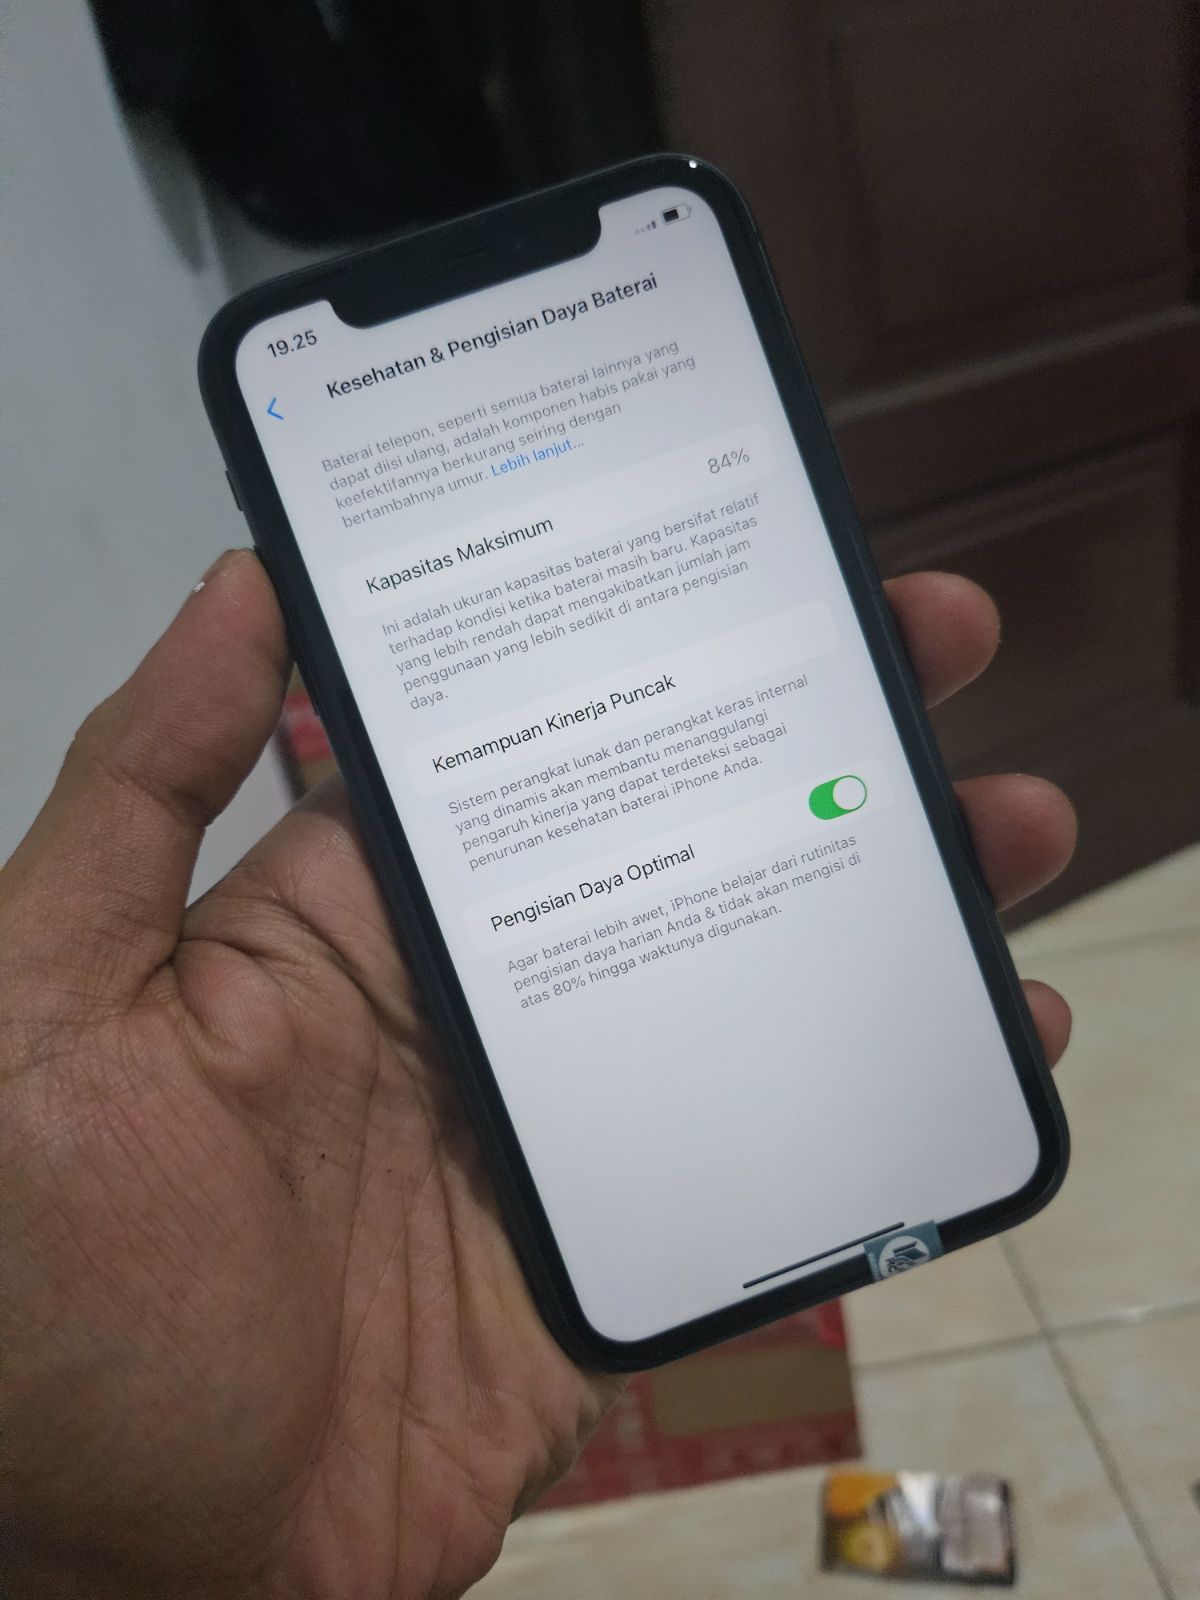 19.25
Kesehatan & Pengisian Daya Baterai
Baterai telepon, seperti semua baterai lainnya yang
dapat diisi ulang, adalah komponen habis pakai yang
keefektifannya berkurang seiring dengan
bertambahnya umur. Lebih lanjut...
Kapasitas Maksimum 84%
Ini adalah ukuran kapasitas baterai yang bersifat relatif
terhadap kondisi ketika baterai masih baru. Kapasitas
yang lebih rendah dapat mengakibatkan jumlah jam
penggunaan yang lebih sedikit di antara pengisian
daya.
Kemampuan Kinerja Puncak
Sistem perangkat lunak dan perangkat keras internal
yang dinamis akan membantu menanggulangi
pengaruh kinerja yang dapat terdeteksi sebagai
penurunan kesehatan baterai iPhone Anda.
Pengisian Daya Optimal
Agar baterai lebih awet, iPhone belajar dari rutinitas
pengisian daya harian Anda & tidak akan mengisi di
atas 80% hingga waktunya digunakan.